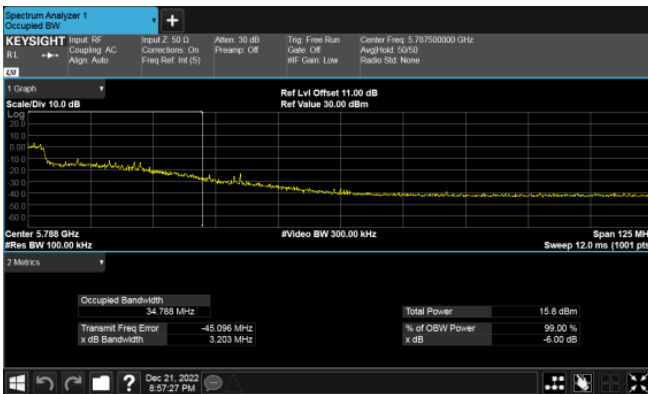 Spectrum Analyzer 1
Occupied BW
+
KEYSIGHT Input: RF Input Z: 50 Ω Atten: 30 dB Trig: Free Run Center Freq: 5.787500000 GHz
RL Coupling: AC Corrections: On Preamp: Off Gate: Off Avg|Hold: 50/50
Align: Auto Freq Ref: Int (S) #IF Gain: Low Radio Std: None
LXI
1 Graph
Ref Lvl Offset 11.00 dB
Scale/Div 10.0 dB Ref Value 30.00 dBm
Log
20.0
10.0
0.00
-10.0
-20.0
-30.0
-40.0
-50.0
-60.0
Center 5.788 GHz #Video BW 300.00 kHz Span 125 MH
#Res BW 100.00 kHz Sweep 12.0 ms (1001 pts
2 Metrics
Occupied Bandwidth
34.788 MHz Total Power 15.8 dBm
Transmit Freq Error -45.096 MHz % of OBW Power 99.00 %
x dB Bandwidth 3.203 MHz x dB -6.00 dB
? Dec 21, 2022
8:57:27 PM